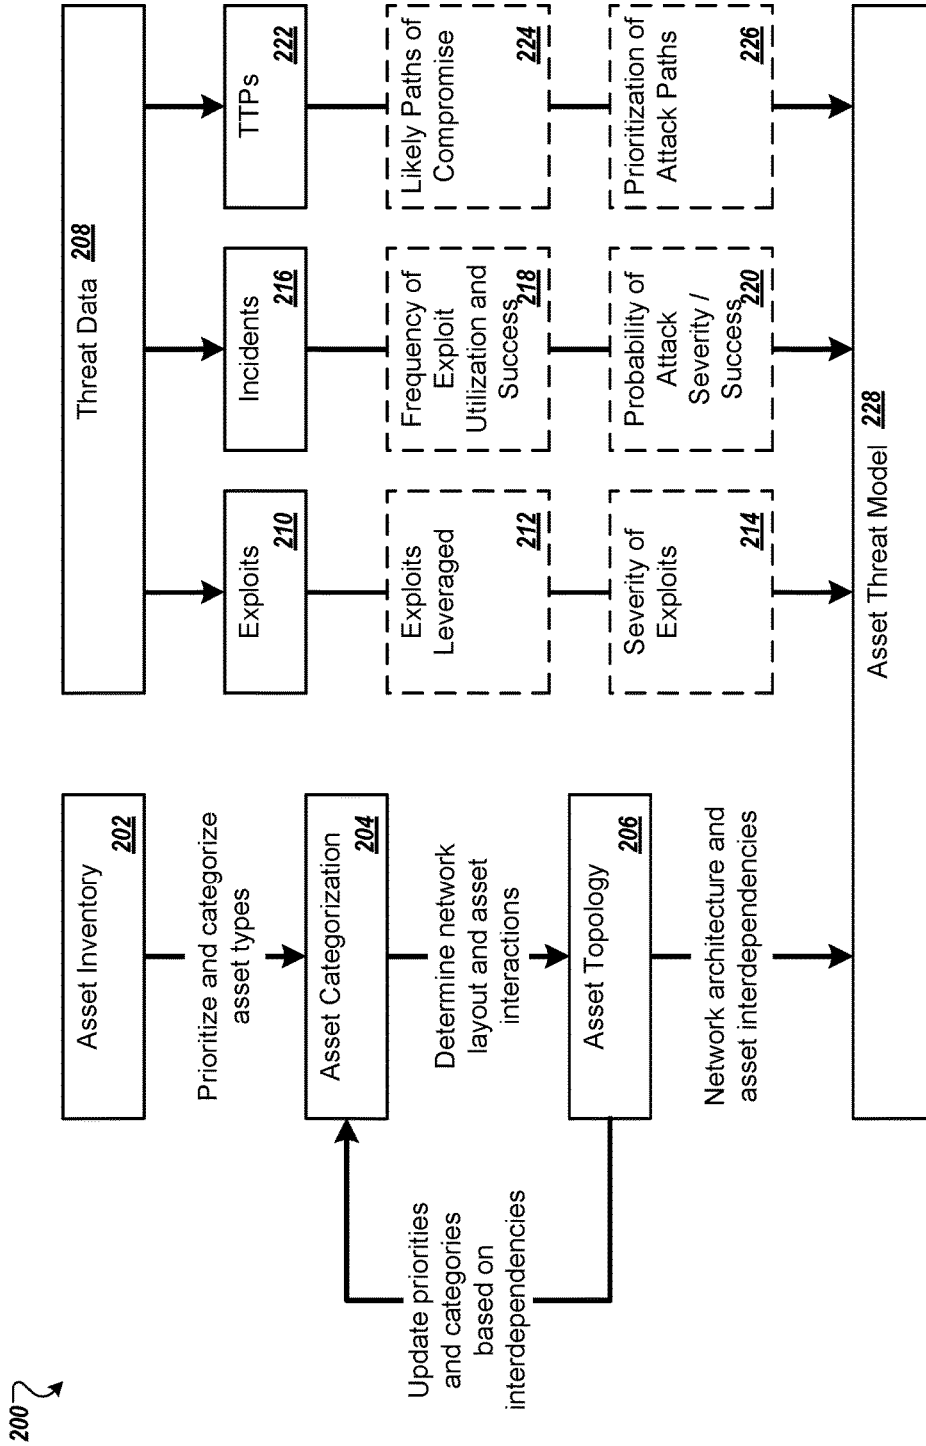 200
Asset Inventory
202
Prioritize and categorize
asset types
Asset Categorization
204
Determine network
layout and asset
interactions
Asset Topology
206
Network architecture and
asset interdependencies
Update priorities
and categories
based on
interdependencies
Threat Data 208
Exploits
210
Exploits
Leveraged
212
Severity of
Exploits
214
Incidents
216
Frequency of
Exploit
Utilization and
Success
218
Probability of
Attack
Severity /
Success
220
TTPs
222
Likely Paths of
Compromise
224
Prioritization of
Attack Paths
226
Asset Threat Model 228